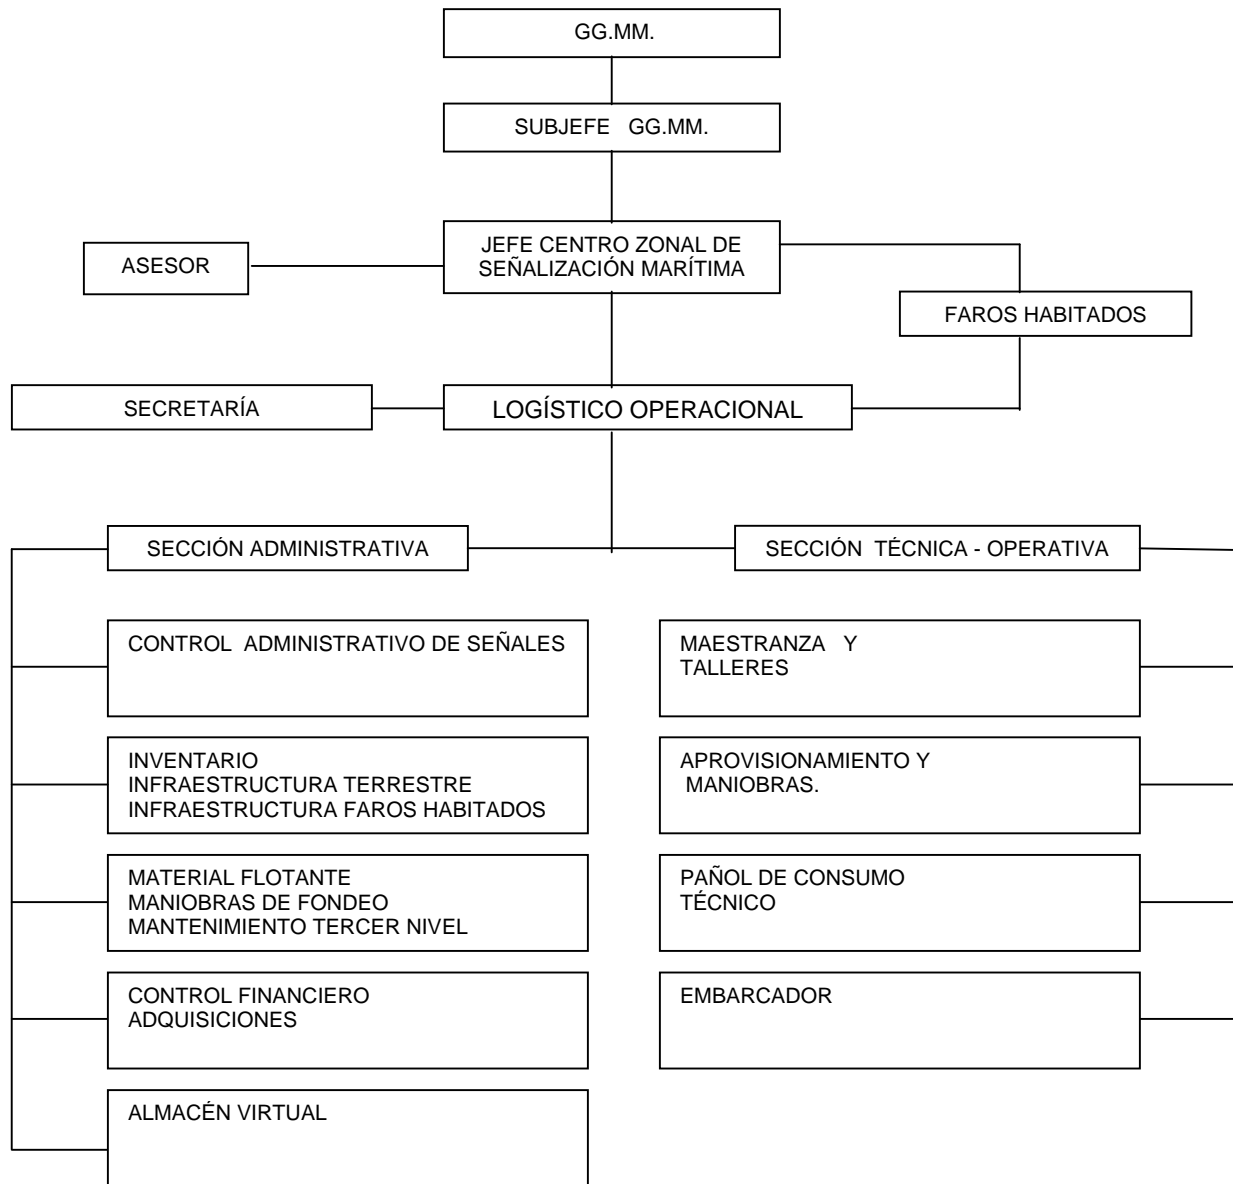 GG.MM.
SUBJEFE GG.MM.
JEFE CENTRO ZONAL DE
SEÑALIZACIÓN MARÍTIMA
ASESOR
FAROS HABITADOS
SECRETARÍA
LOGÍSTICO OPERACIONAL
SECCIÓN ADMINISTRATIVA
SECCIÓN TÉCNICA - OPERATIVA
CONTROL ADMINISTRATIVO DE SEÑALES
INVENTARIO
INFRAESTRUCTURA TERRESTRE
INFRAESTRUCTURA FAROS HABITADOS
MATERIAL FLOTANTE
MANIOBRAS DE FONDEO
MANTENIMIENTO TERCER NIVEL
CONTROL FINANCIERO
ADQUISICIONES
ALMACÉN VIRTUAL
MAESTRANZA Y
TALLERES
APROVISIONAMIENTO Y
MANIOBRAS.
PAÑOL DE CONSUMO
TÉCNICO
EMBARCADOR